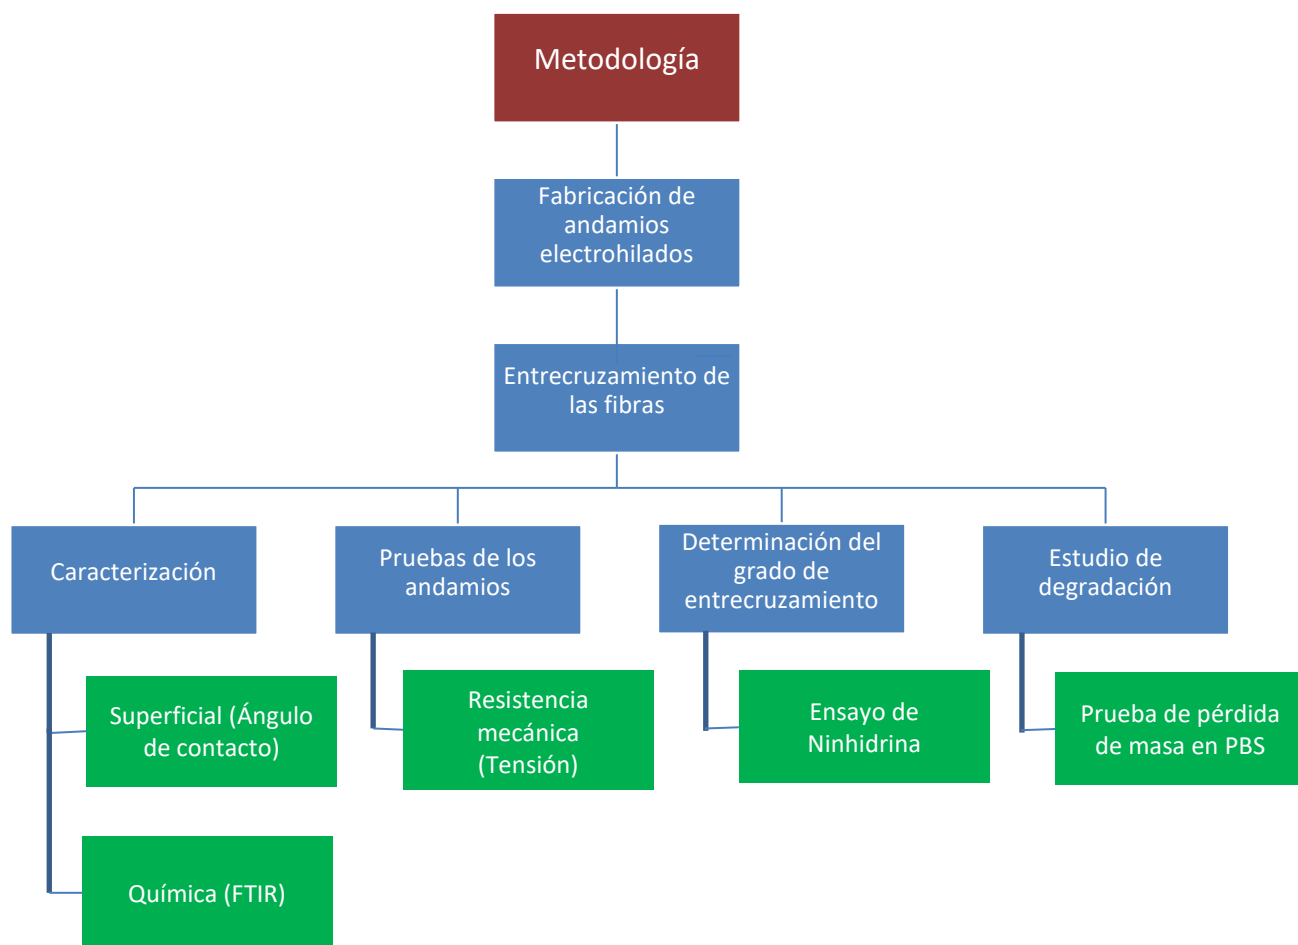 Metodología
Fabricación de
andamios
electrohilados
Entrecruzamiento de
las fibras
Caracterización
Pruebas de los
andamios
Determinación del
grado de
entrecruzamiento
Estudio de
degradación
Superficial (Ángulo
de contacto)
Resistencia
mecánica
(Tensión)
Ensayo de
Ninhidrina
Prueba de pérdida
de masa en PBS
Química (FTIR)